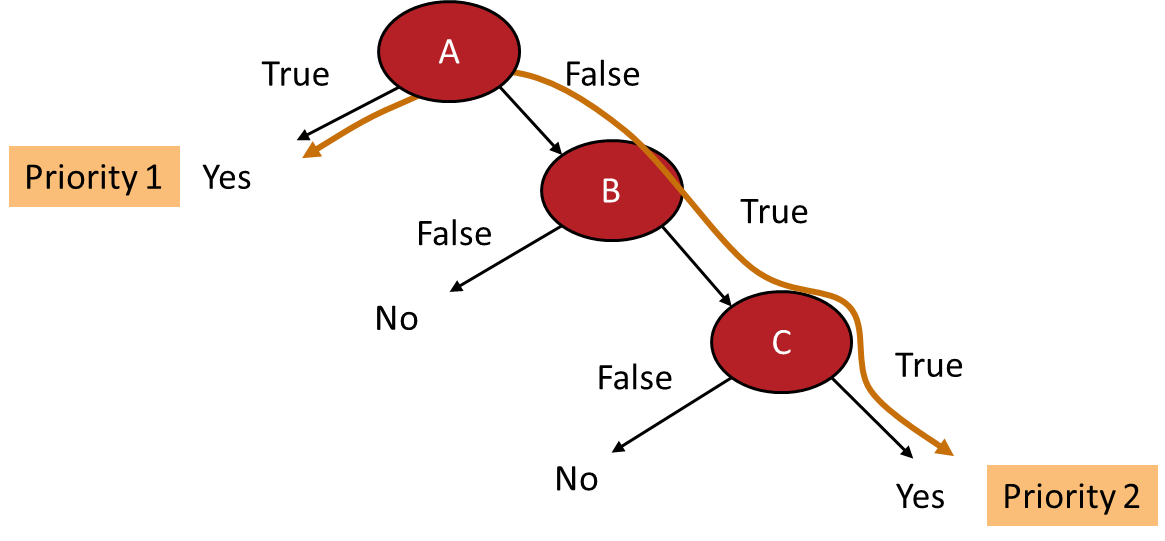 A
True
False
Priority 1
Yes
B
True
False
No
C
True
False
No
Yes
Priority 2